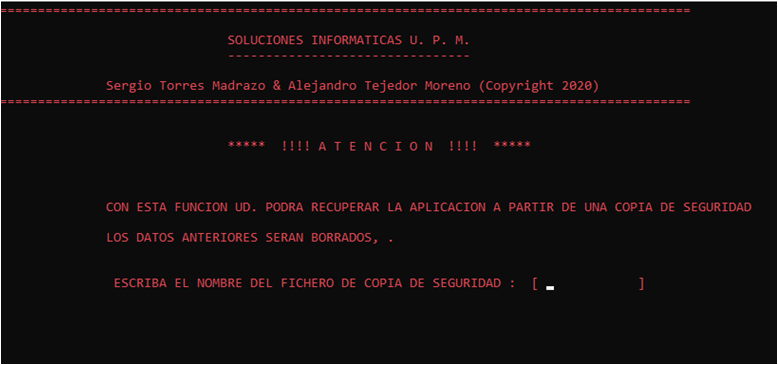 ===========================================================================================
SOLUCIONES INFORMATICAS U. P. M.
--------------------------------
Sergio Torres Madrazo & Alejandro Tejedor Moreno (Copyright 2020)
===========================================================================================
***** !!!! A T E N C I O N !!!! *****
CON ESTA FUNCION UD. PODRA RECUPERAR LA APLICACION A PARTIR DE UNA COPIA DE SEGURIDAD
LOS DATOS ANTERIORES SERAN BORRADOS, .
ESCRIBA EL NOMBRE DEL FICHERO DE COPIA DE SEGURIDAD : [ _ ]